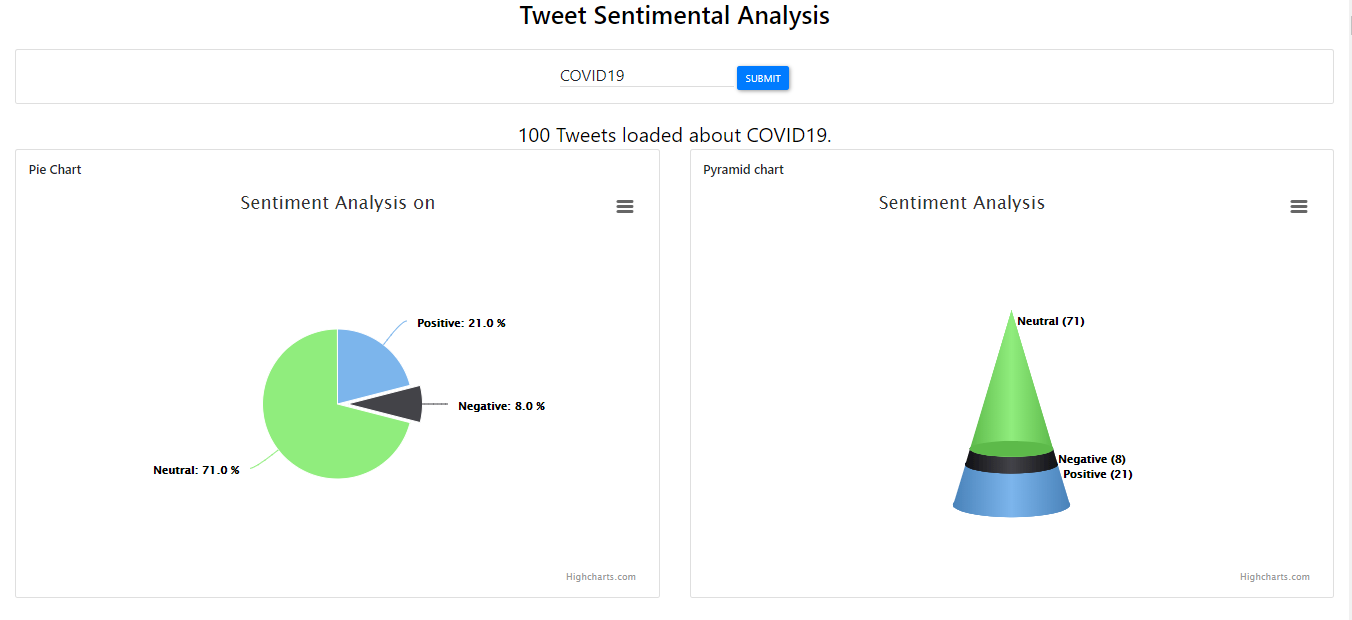 Tweet Sentimental Analysis
COVID19
SUBMIT
100 Tweets loaded about COVID19.
Pie Chart
Sentiment Analysis on
Positive: 21.0 %
Negative: 8.0 %
Neutral: 71.0 %
Highcharts.com
Pyramid chart
Sentiment Analysis
Neutral (71)
Negative (8)
Positive (21)
Highcharts.com